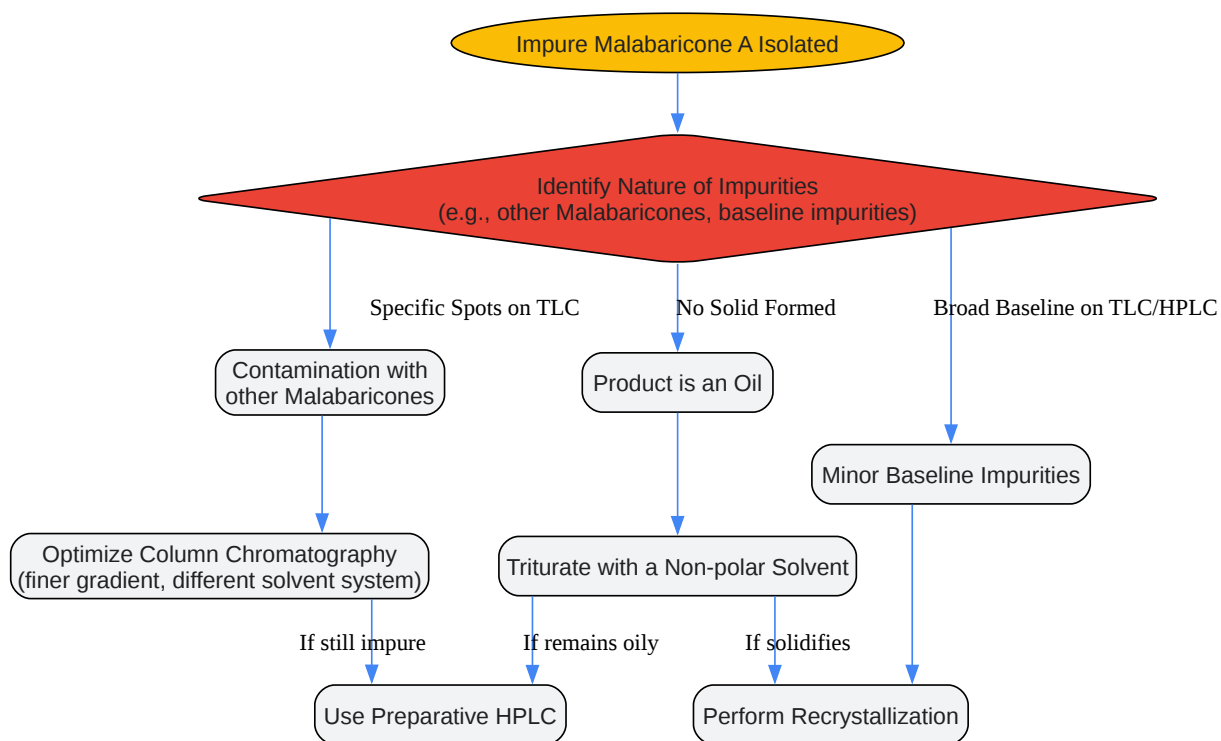 Impure Malabaricone A Isolated
Identify Nature of Impurities
(e.g., other Malabaricones, baseline impurities)
Specific Spots on TLC
No Solid Formed
Broad Baseline on TLC/HPLC
Contamination with
other Malabaricones
Product is an Oil
Minor Baseline Impurities
Optimize Column Chromatography
(finer gradient, different solvent system)
Triturate with a Non-polar Solvent
If still impure
If remains oily
If solidifies
Use Preparative HPLC
Perform Recrystallization